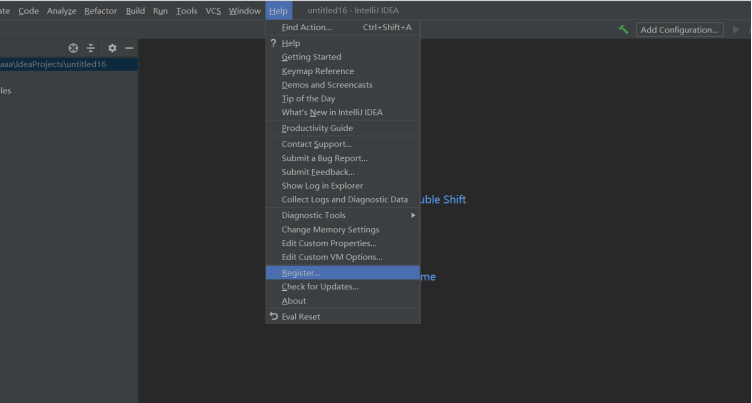 ate Code Analyze Refactor Build Run Tools VCS Window Help untitled16 - IntelliJ IDEA
Add Configuration...
aaa\IdeaProjects\untitled16
les
Find Action... Ctrl+Shift+A
? Help
Getting Started
Keymap Reference
Demos and Screencasts
Tip of the Day
What's New in IntelliJ IDEA
Productivity Guide
Contact Support...
Submit a Bug Report...
Submit Feedback...
Show Log in Explorer
Collect Logs and Diagnostic Data
uble Shift
Diagnostic Tools
Change Memory Settings
Edit Custom Properties...
Edit Custom VM Options...
Register...
me
Check for Updates...
About
Eval Reset